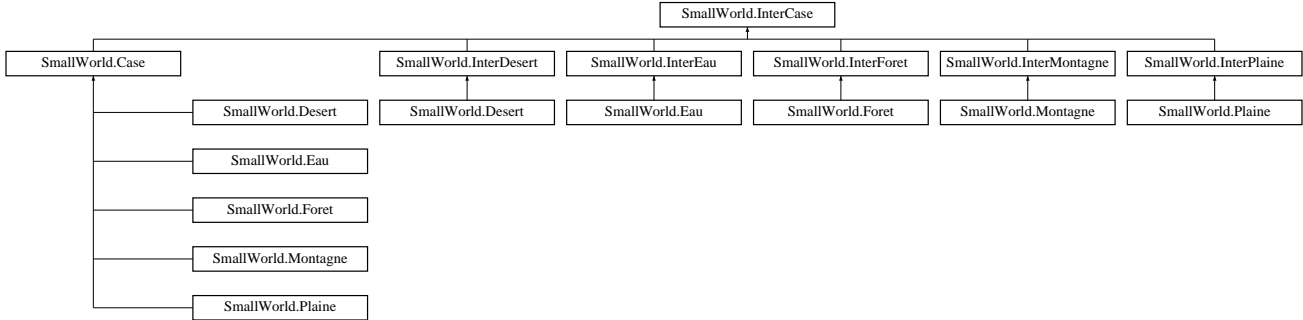 SmallWorld.InterCase
SmallWorld.Case
SmallWorld.InterDesert
SmallWorld.InterEau
SmallWorld.InterForet
SmallWorld.InterMontagne
SmallWorld.InterPlaine
SmallWorld.Desert
SmallWorld.Desert
SmallWorld.Eau
SmallWorld.Foret
SmallWorld.Montagne
SmallWorld.Plaine
SmallWorld.Eau
SmallWorld.Foret
SmallWorld.Montagne
SmallWorld.Plaine